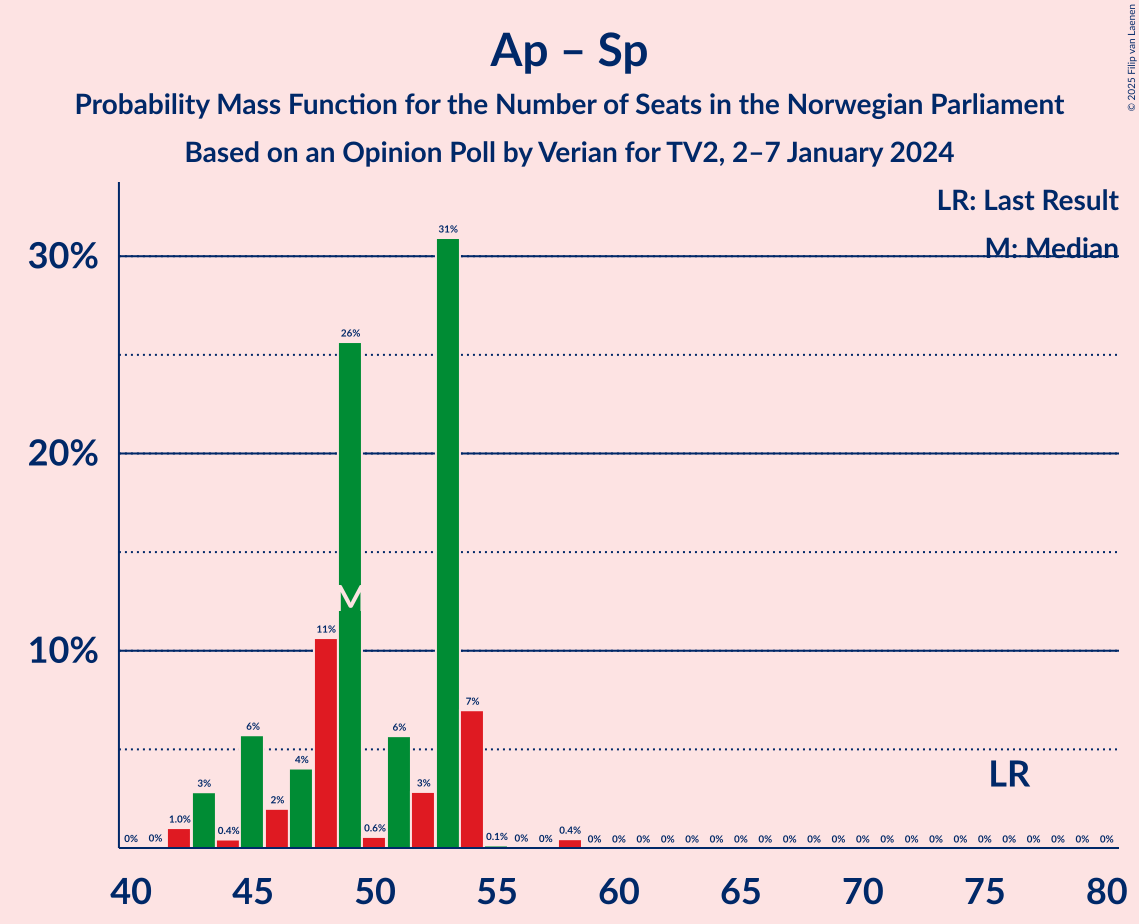 Ap – Sp
Probability Mass Function for the Number of Seats in the Norwegian Parliament
Based on an Opinion Poll by Verian for TV2, 2–7 January 2024
© 2025 Filip van Laenen
LR: Last Result
M: Median
30%
20%
10%
0% 0% 1.0% 3% 0.4% 6% 2% 4% 11% 26% 0.6% 6% 3% 31% 7% 0.1% 0% 0% 0.4% 0% 0% 0% 0% 0% 0% 0% 0% 0% 0% 0% 0% 0% 0% 0% 0% 0% 0% 0% 0% 0% 0%
M
LR
40 45 50 55 60 65 70 75 80